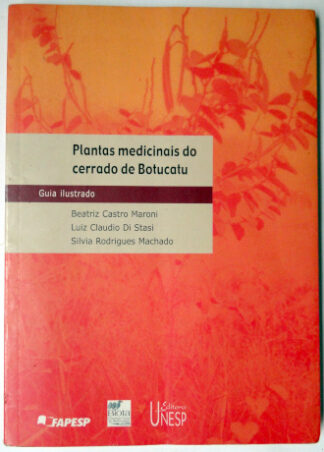 Plantas medicinais do
cerrado de Botucatu
Guia ilustrado
Beatriz Castro Maroni
Luiz Claudio Di Stasi
Silvia Rodrigues Machado
FAPESP
Editora
UNESP